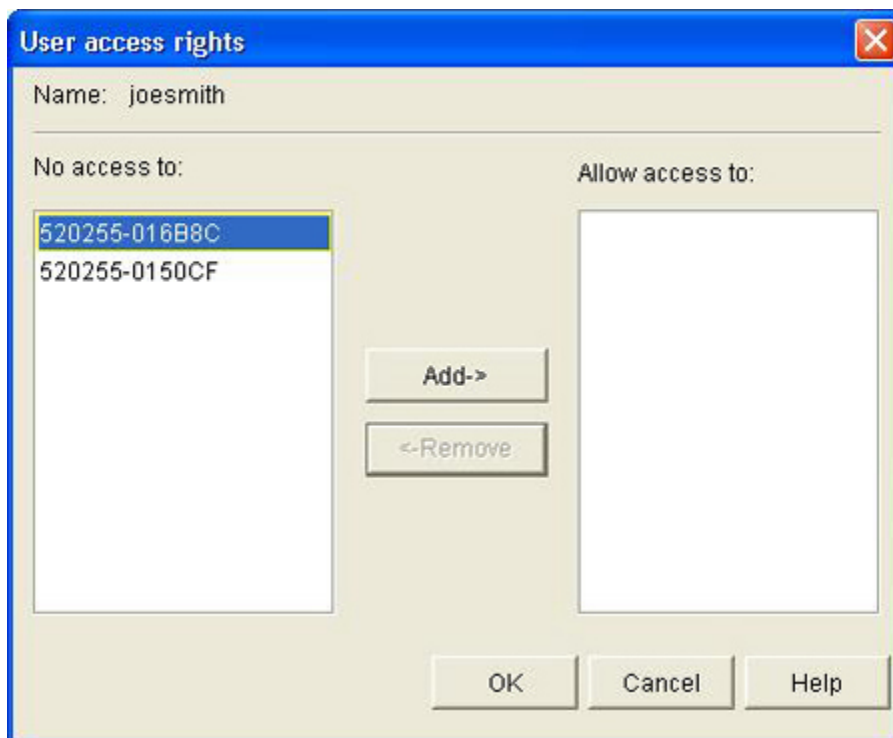 User access rights
Name: joesmith
No access to:
Allow access to:
520255-016B8C
520255-0150CF
Add->
<-Remove
OK
Cancel
Help